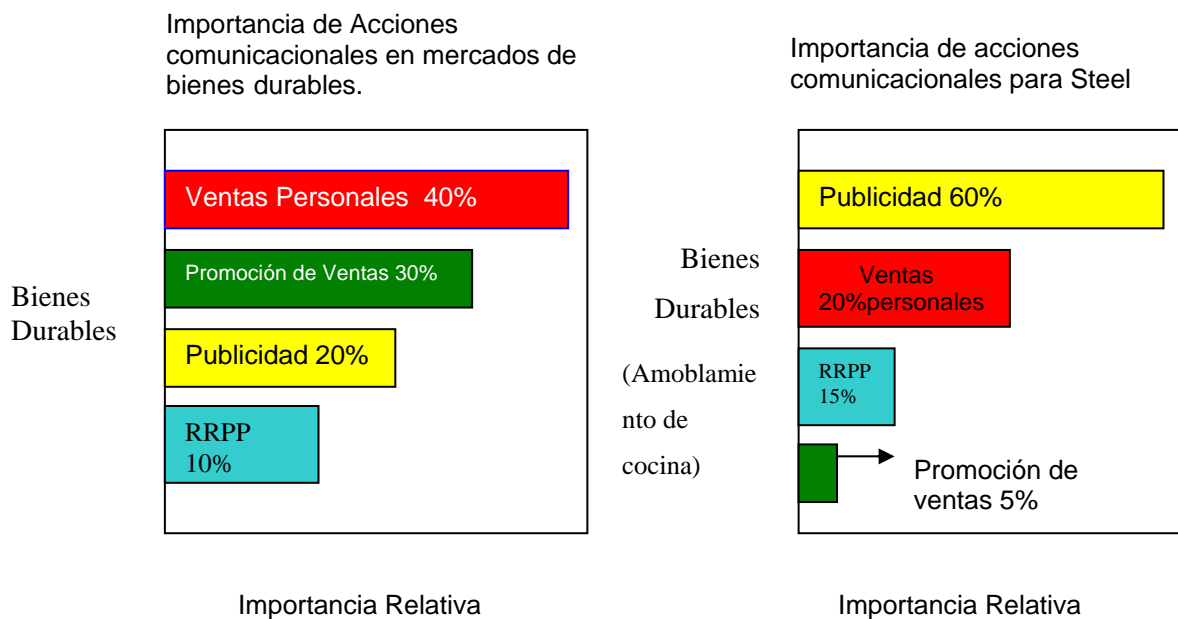 Importancia de Acciones
comunicacionales en mercados de
bienes durables.
Ventas Personales 40%
Promoción de Ventas 30%
Bienes
Durables
Publicidad 20%
RRPP
10%
Importancia Relativa
Importancia de acciones
comunicacionales para Steel
Publicidad 60%
Bienes
Durables
(Amoblamie
nto de
cocina)
Ventas
20%personales
RRPP
15%
Promoción de
ventas 5%
Importancia Relativa